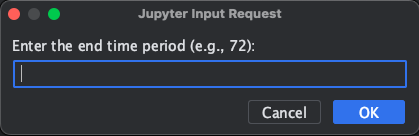 Jupyter Input Request
Enter the end time period (e.g., 72):
Cancel
OK